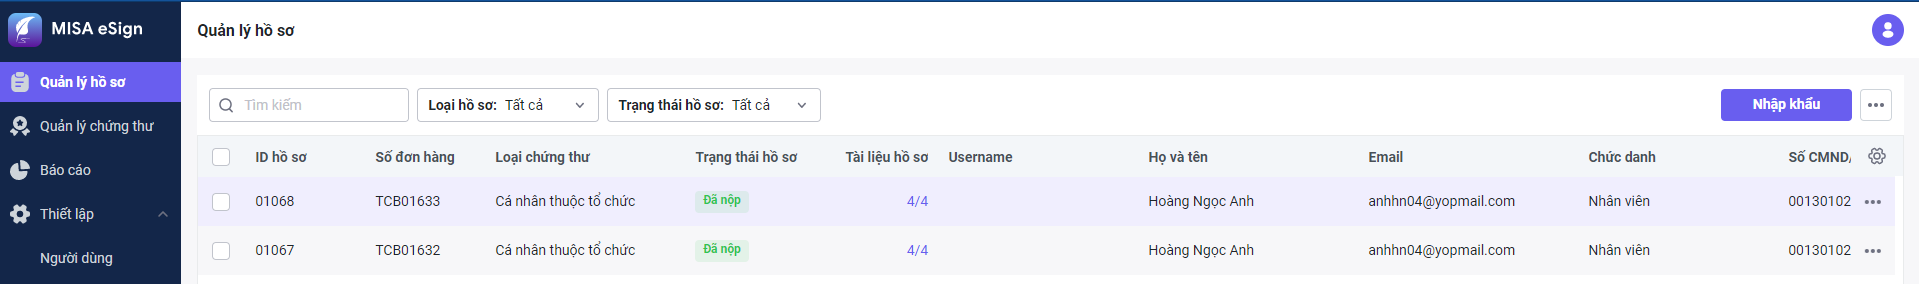 MISA eSign
Quản lý hồ sơ
Quản lý chứng thư
Báo cáo
Thiết lập
Người dùng
Quản lý hồ sơ
Tìm kiếm
Loại hồ sơ: Tất cả
Trạng thái hồ sơ: Tất cả
Nhập khẩu
ID hồ sơ Số đơn hàng Loại chứng thư Trạng thái hồ sơ Tài liệu hồ sơ Username Họ và tên Email Chức danh Số CMND/
01068 TCB01633 Cá nhân thuộc tổ chức Đã nộp 4/4 Hoàng Ngọc Anh anhhn04@yopmail.com Nhân viên 00130102
01067 TCB01632 Cá nhân thuộc tổ chức Đã nộp 4/4 Hoàng Ngọc Anh anhhn04@yopmail.com Nhân viên 00130102